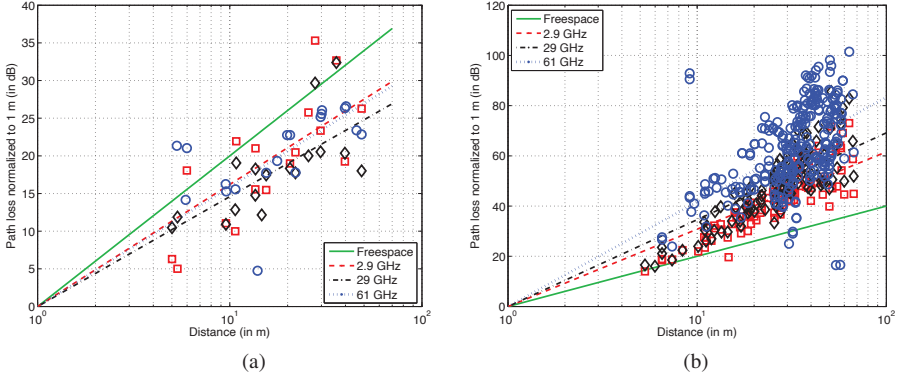 Path loss normalized to 1 m (in dB)
40
35
30
25
20
15
10
5
0
10^0
10^1
10^2
Distance (in m)
Freespace
2.9 GHz
29 GHz
61 GHz
(a)
Path loss normalized to 1 m (in dB)
120
100
80
60
40
20
0
10^0
10^1
10^2
Distance (in m)
Freespace
2.9 GHz
29 GHz
61 GHz
(b)